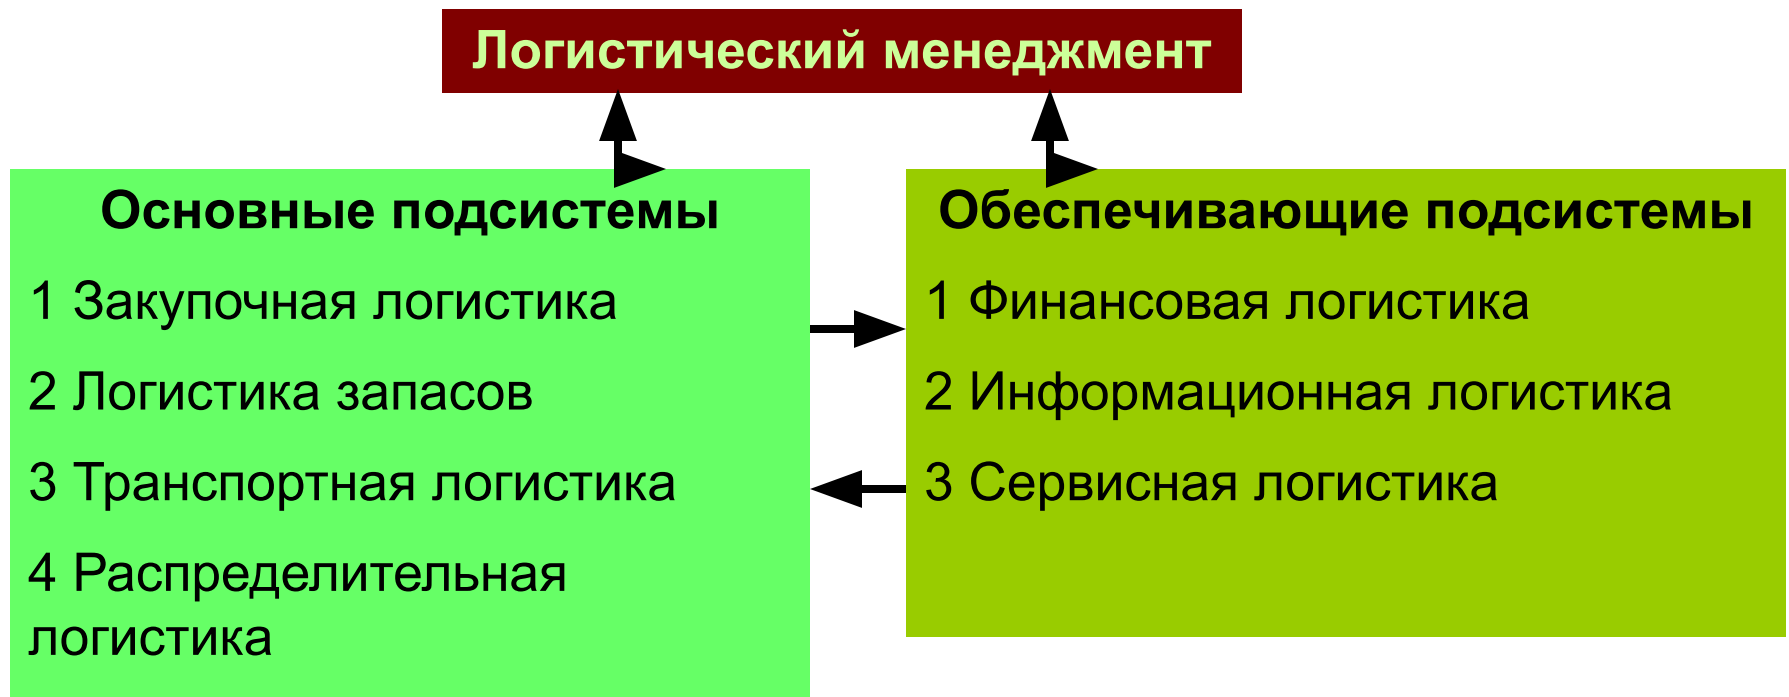 Логистический менеджмент
Основные подсистемы
1 Закупочная логистика
2 Логистика запасов
3 Транспортная логистика
4 Распределительная
логистика
Обеспечивающие подсистемы
1 Финансовая логистика
2 Информационная логистика
3 Сервисная логистика